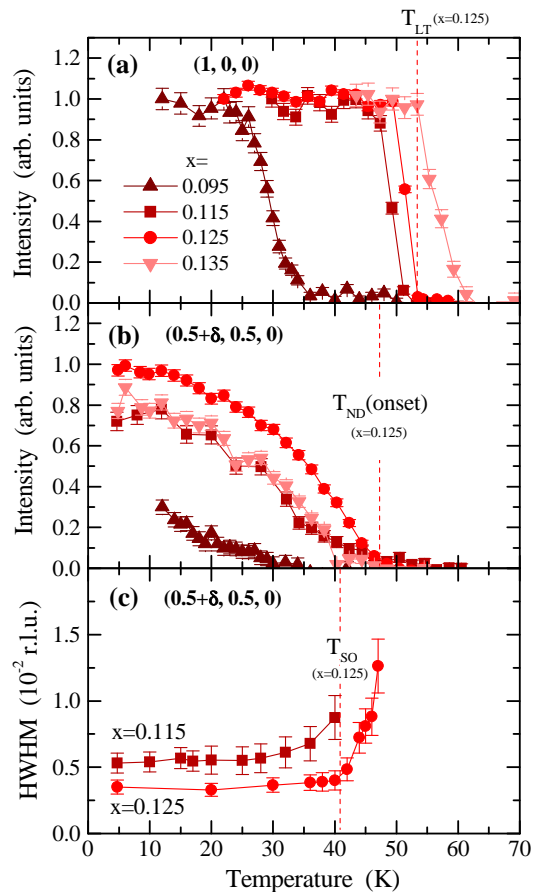 T_LT (x=0.125)
(a)
(1, 0, 0)
Intensity (arb. units)
1.2
1.0
0.8
0.6
0.4
0.2
0.0
x=
0.095
0.115
0.125
0.135
(b)
(0.5+δ, 0.5, 0)
Intensity (arb. units)
1.2
1.0
0.8
0.6
0.4
0.2
0.0
T_ND(onset)
(x=0.125)
(c)
(0.5+δ, 0.5, 0)
HWHM (10^-2 r.l.u.)
1.5
1.0
0.5
0.0
T_SO
(x=0.125)
x=0.115
x=0.125
0 10 20 30 40 50 60 70
Temperature (K)